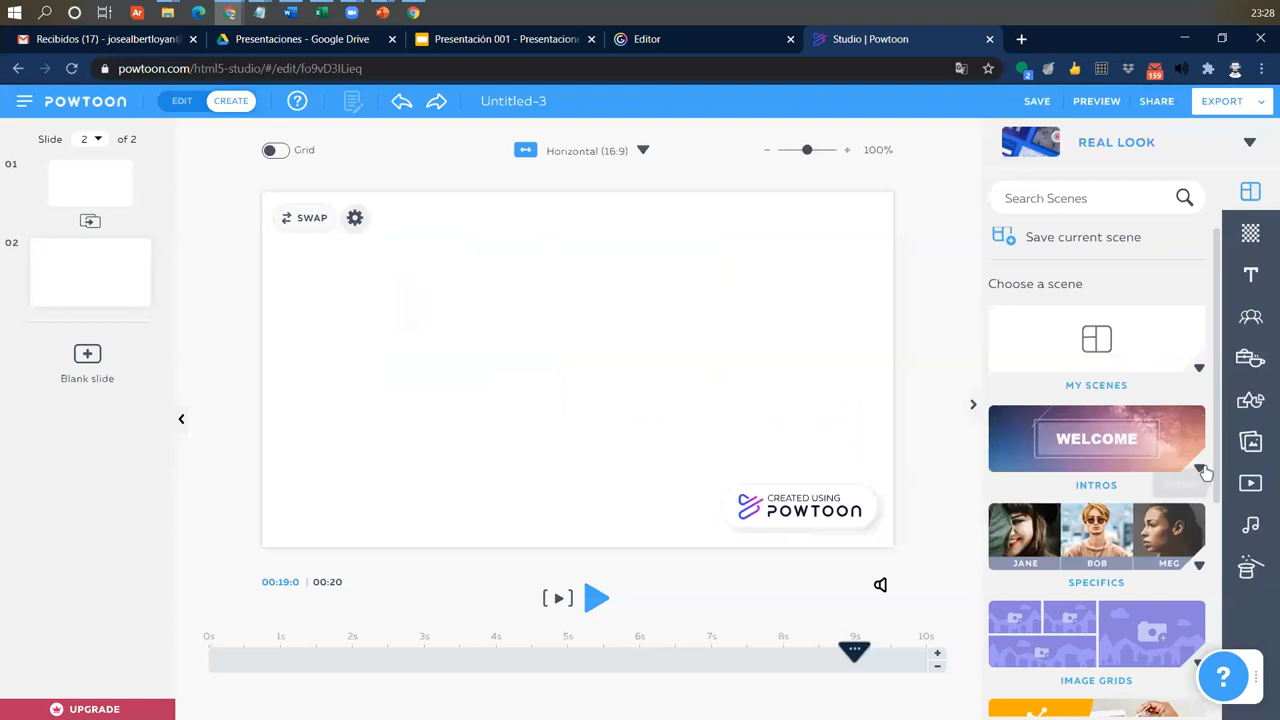 23:28
Recibidos (17) - josealbertloyan@
Presentaciones - Google Drive
Presentación 001 - Powtoon
Editor
Studio | Powtoon
powtoon.com/html5-studio/#/edit/fo9vD3ILieq
2
159
POWTOON
EDIT
CREATE
Untitled-3
SAVE
PREVIEW
SHARE
EXPORT
Slide 2 of 2
Grid
Horizontal (16:9)
100%
REAL LOOK
01
SWAP
Search Scenes
Save current scene
02
Choose a scene
MY SCENES
Blank slide
WELCOME
INTROS
CREATED USING
POWTOON
JANE BOB MEG
SPECIFICS
00:19:0 00:20
0s 1s 2s 3s 4s 5s 6s 7s 8s 9s 10s
IMAGE GRIDS
UPGRADE